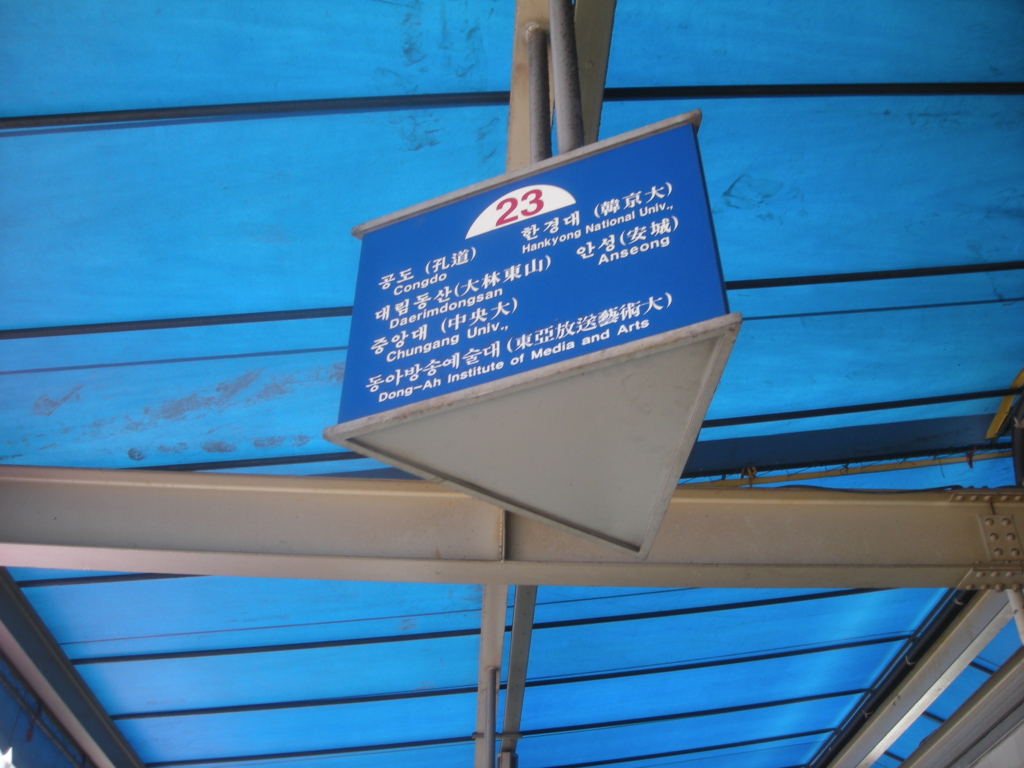 23
공도 (孔道) 한경대 (韓京大)
Congdo Hankyong National Univ.,
대림동산(大林東山) 안성(安城)
Daerimdongsan Anseong
중앙대 (中央大)
Chungang Univ.,
동아방송예술대 (東亞放送藝術大)
Dong-Ah Institute of Media and Arts